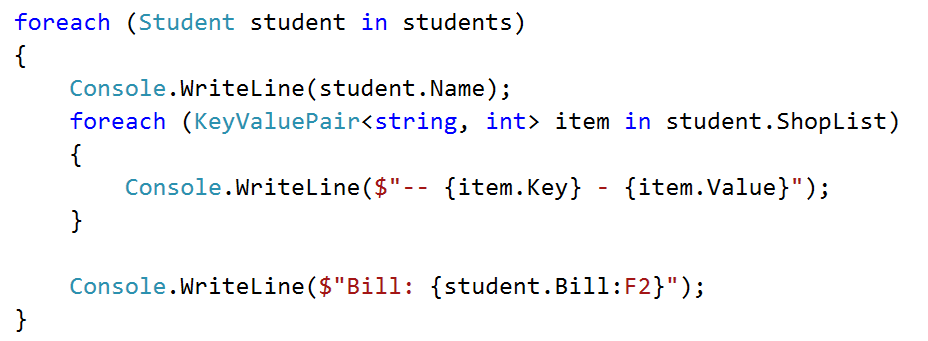 foreach (Student student in students)
{
    Console.WriteLine(student.Name);
    foreach (KeyValuePair<string, int> item in student.ShopList)
    {
        Console.WriteLine($"-- {item.Key} - {item.Value}");
    }

    Console.WriteLine($"Bill: {student.Bill:F2}");
}